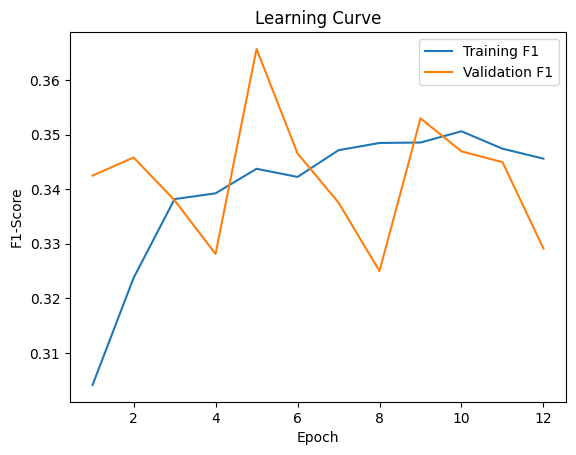 Learning Curve
Training F1
Validation F1
0.36
0.35
0.34
0.33
0.32
0.31
F1-Score
2 4 6 8 10 12
Epoch